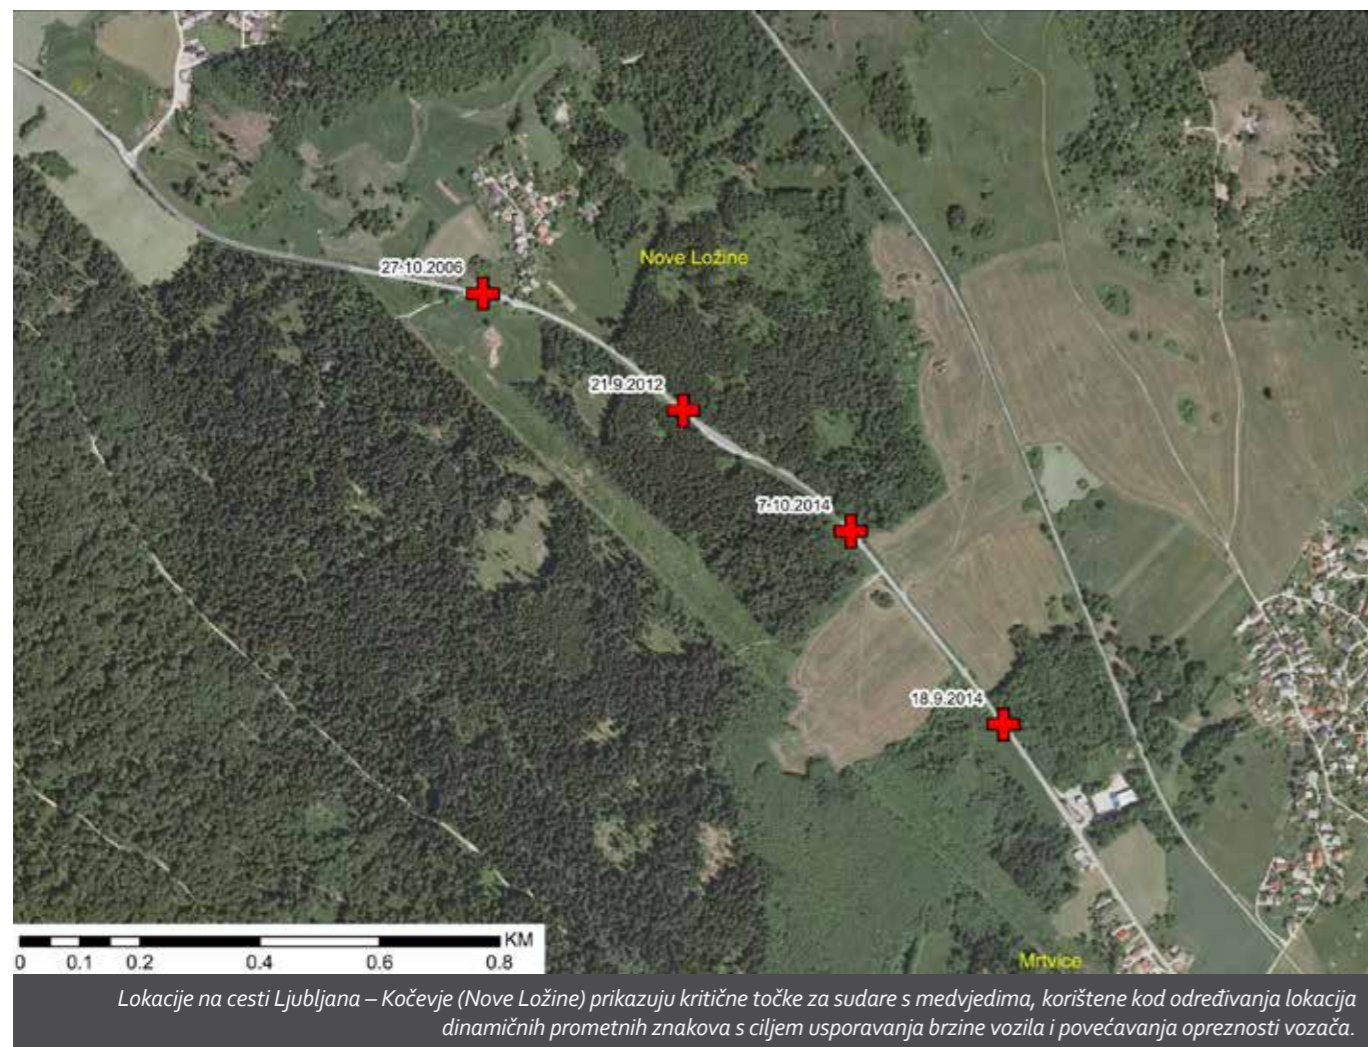 Nove Ložine
27.10.2006
21.9.2012
7.10.2014
18.9.2014
Mrtvice
KM
0 0.1 0.2 0.4 0.6 0.8
Lokacije na cesti Ljubljana – Kočevje (Nove Ložine) prikazuju kritične točke za sudare s medvjedima, korištene kod određivanja lokacija
dinamičnih prometnih znakova s ciljem usporavanja brzine vozila i povećavanja opreznosti vozača.